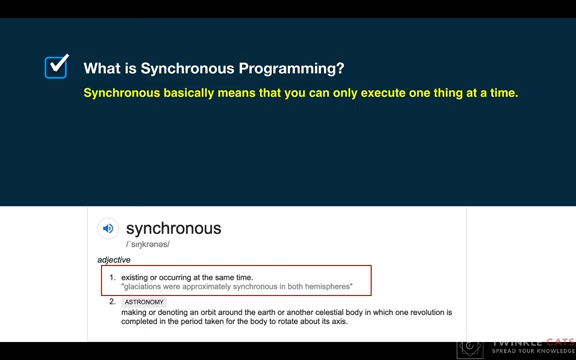 What is Synchronous Programming?
Synchronous basically means that you can only execute one thing at a time.
synchronous
/ˈsɪŋkrənəs/
adjective
1. existing or occurring at the same time.
"glaciations were approximately synchronous in both hemispheres"
2. ASTRONOMY
making or denoting an orbit around the earth or another celestial body in which one revolution is
completed in the period taken for the body to rotate about its axis.
TWINKLE CATS
SPREAD YOUR KNOWLEDGE